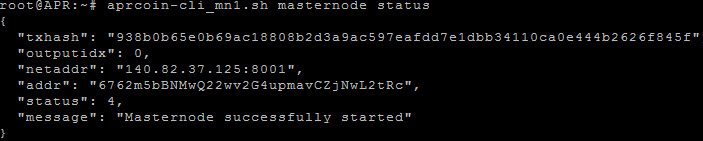 root@APR:~# aprcoin-cli_mn1.sh masternode status
{
  "txhash": "938b0b65e0b69ac18808b2d3a9ac597eafdd7e1dbb34110ca0e444b2626f845f"
  "outputidx": 0,
  "netaddr": "140.82.37.125:8001",
  "addr": "6762m5bBNMwQ22wv2G4upmavCZjNwL2tRc",
  "status": 4,
  "message": "Masternode successfully started"
}